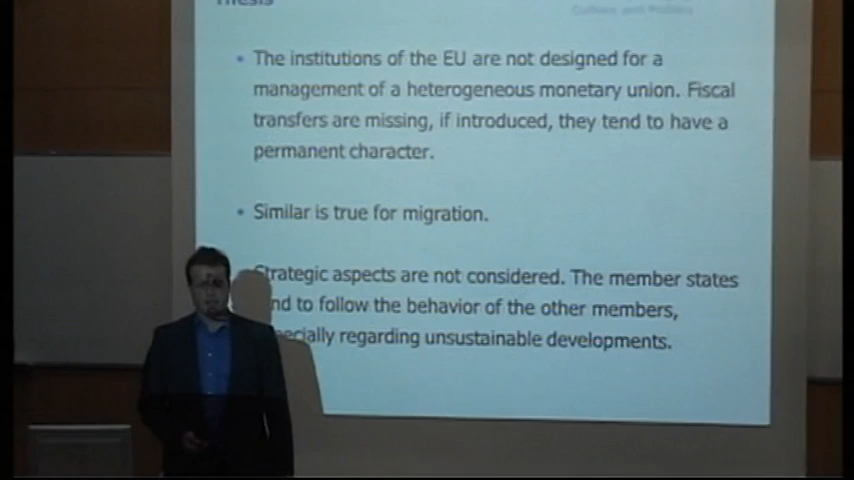 Thesis
• The institutions of the EU are not designed for a
management of a heterogeneous monetary union. Fiscal
transfers are missing, if introduced, they tend to have a
permanent character.
• Similar is true for migration.
Strategic aspects are not considered. The member states
to follow the behavior of the other members,
regarding unsustainable developments.